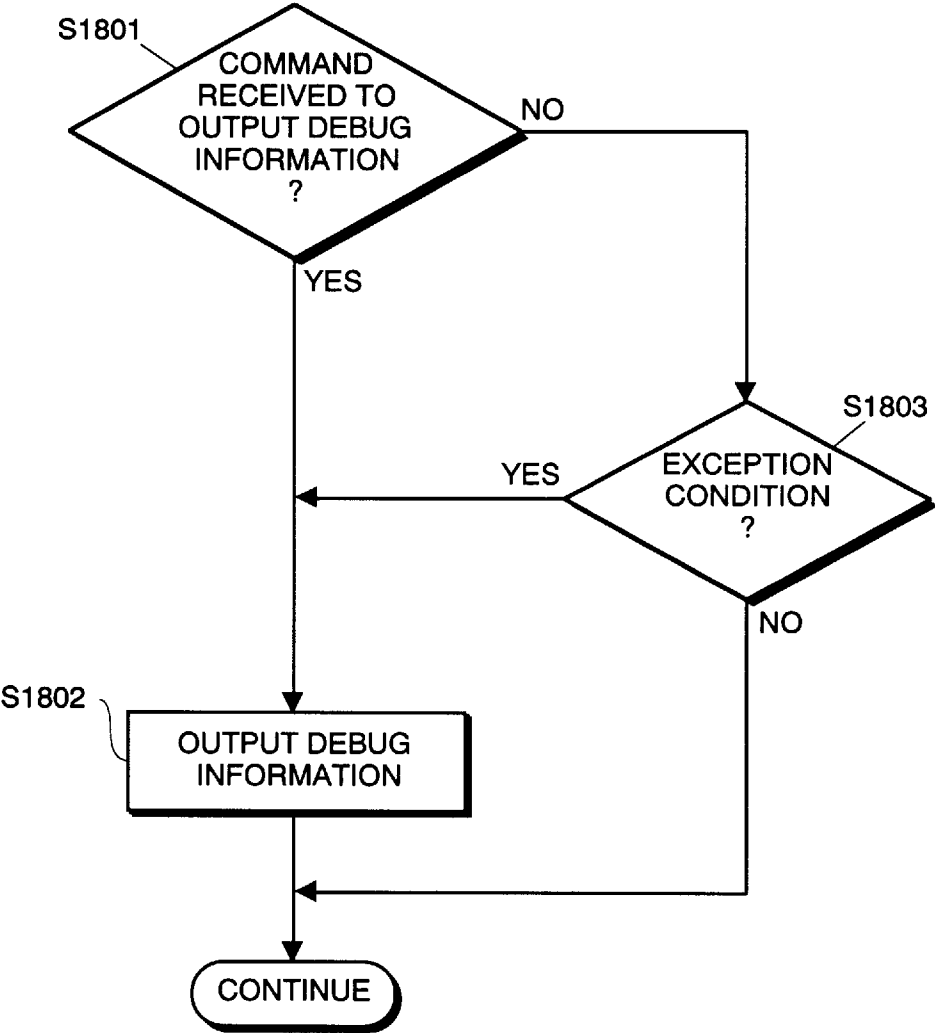 S1801
COMMAND
RECEIVED TO
OUTPUT DEBUG
INFORMATION
?
NO
YES
S1803
EXCEPTION
CONDITION
?
YES
NO
S1802
OUTPUT DEBUG
INFORMATION
CONTINUE